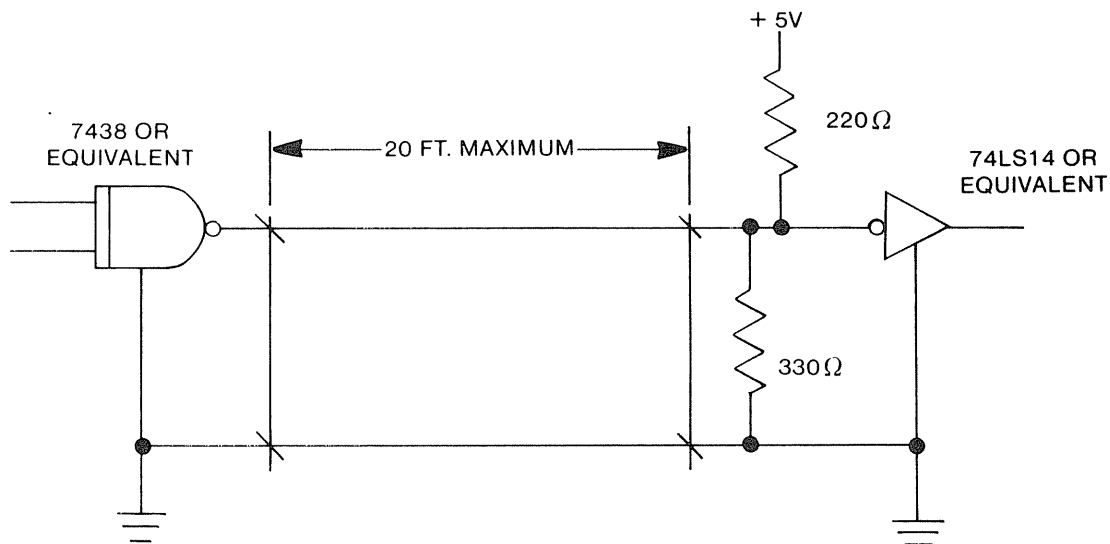 + 5V
220Ω
7438 OR
EQUIVALENT
20 FT. MAXIMUM
74LS14 OR
EQUIVALENT
330Ω